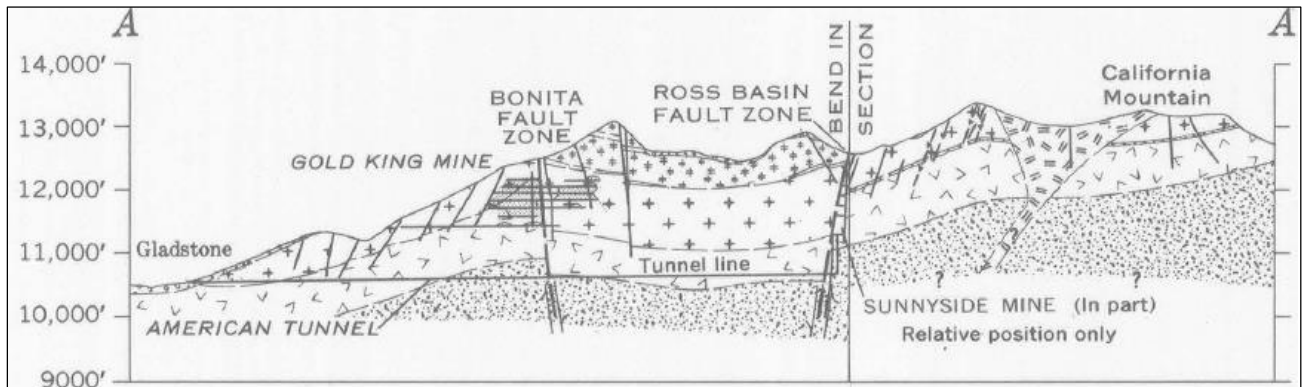 A
A
14,000'
13,000'
12,000'
11,000'
10,000'
9000'
BONITA
FAULT
ZONE
ROSS BASIN
FAULT ZONE
BEND IN
SECTION
California
Mountain
GOLD KING MINE
Gladstone
Tunnel line
AMERICAN TUNNEL
? ?
SUNNYSIDE MINE (In part)
Relative position only